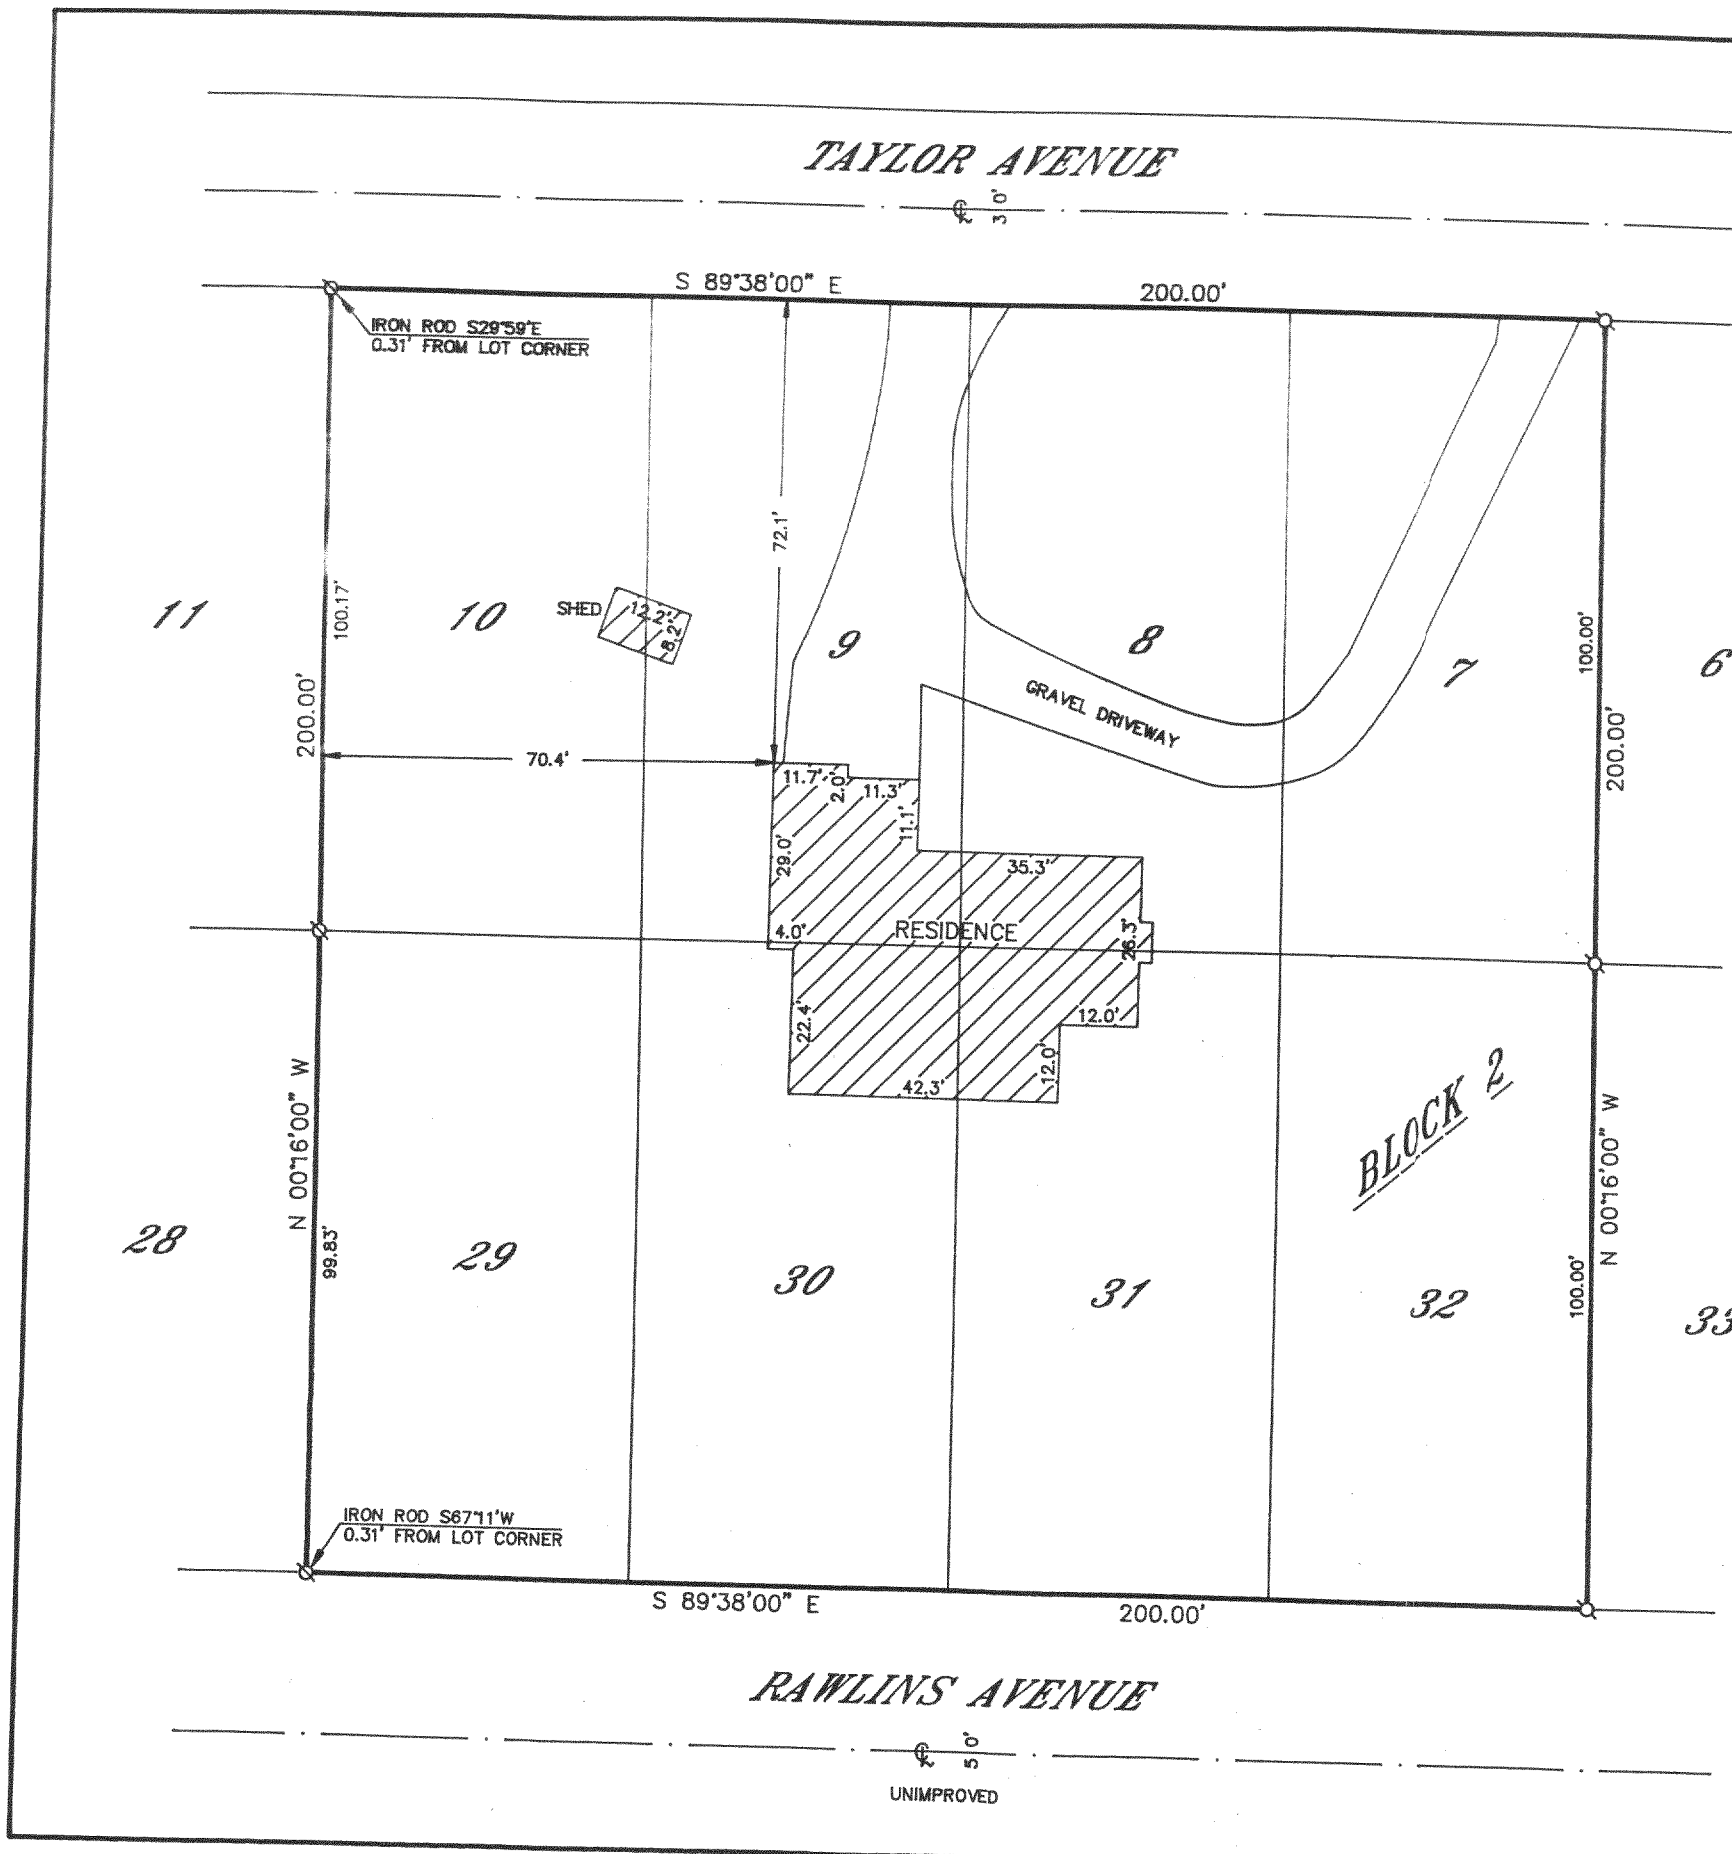 TAYLOR AVENUE
℄
3 0'
S 89°38'00" E
200.00'
IRON ROD S29°59'E
0.31' FROM LOT CORNER
72.1'
100.17'
11
10
SHED
12.2'
8.2'
9
8
7
100.00'
6
GRAVEL DRIVEWAY
200.00'
200.00'
70.4'
11.7'
2.0'
11.3'
11.1'
29.0'
35.3'
4.0'
RESIDENCE
26.3'
22.4'
12.0'
12.0'
42.3'
BLOCK 2
N 00°16'00" W
N 00°16'00" W
99.83'
100.00'
28
29
30
31
32
33
IRON ROD S67°11'W
0.31' FROM LOT CORNER
S 89°38'00" E
200.00'
RAWLINS AVENUE
℄
5 0'
UNIMPROVED